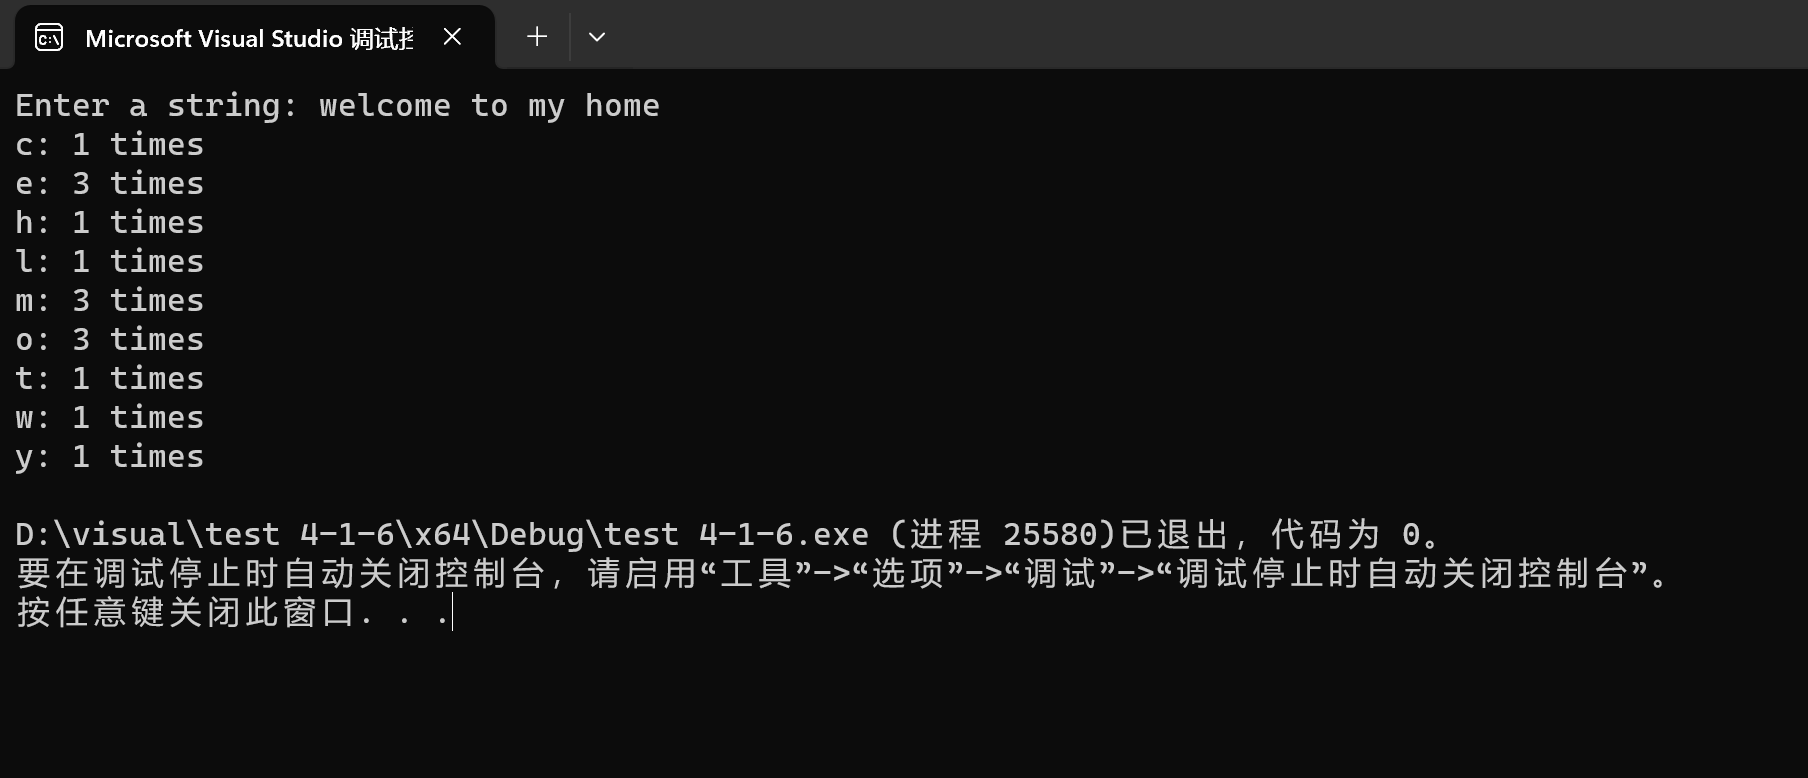 Microsoft Visual Studio 调试控
Enter a string: welcome to my home
c: 1 times
e: 3 times
h: 1 times
l: 1 times
m: 3 times
o: 3 times
t: 1 times
w: 1 times
y: 1 times
D:\visual\test 4-1-6\x64\Debug\test 4-1-6.exe (进程 25580)已退出，代码为 0。
要在调试停止时自动关闭控制台，请启用“工具”->“选项”->“调试”->“调试停止时自动关闭控制台”。
按任意键关闭此窗口. . .